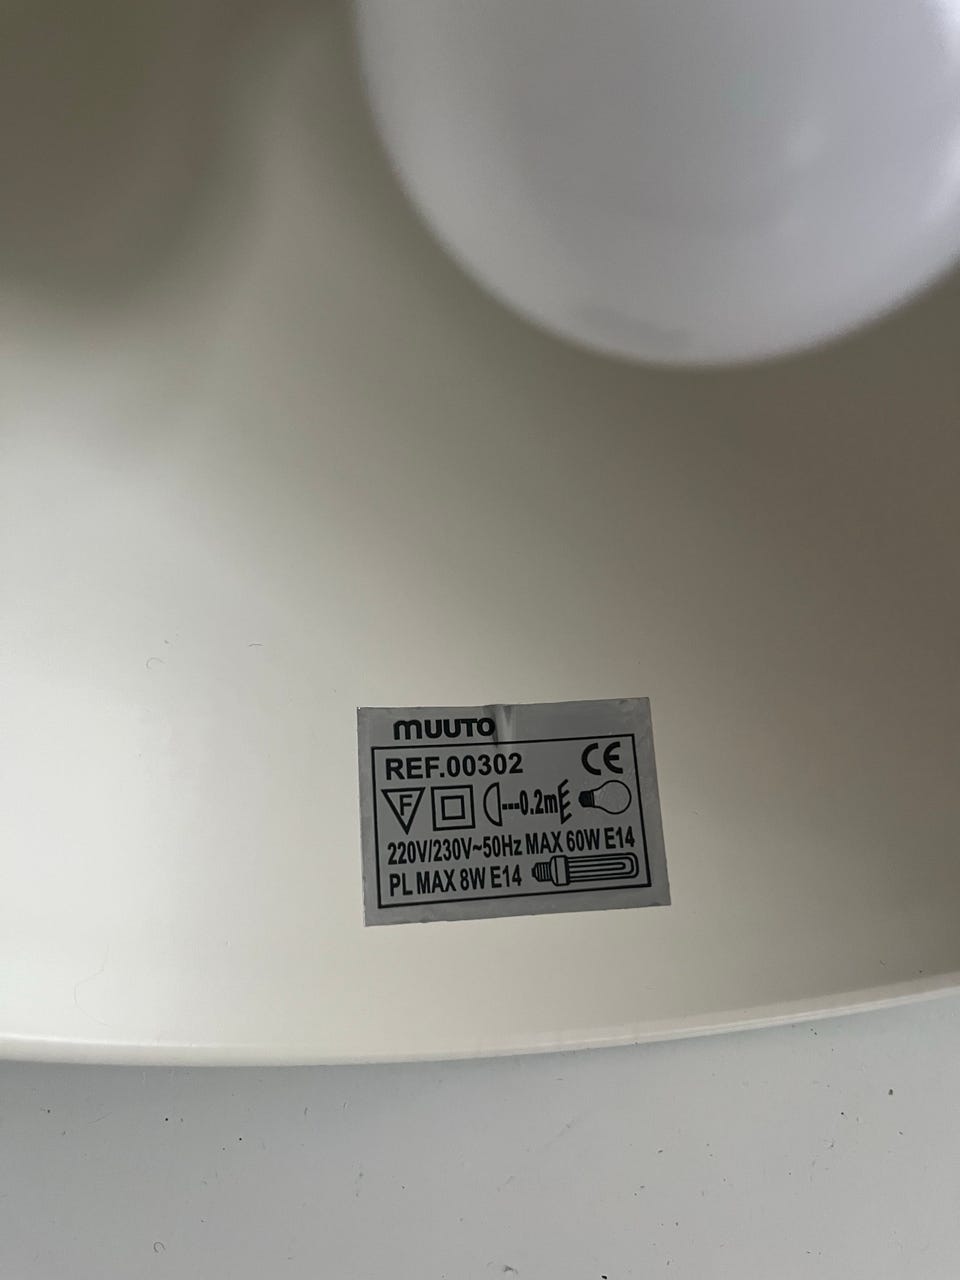 muuto
REF.00302 CE
F 0.2m
220V/230V~50Hz MAX 60W E14
PL MAX 8W E14